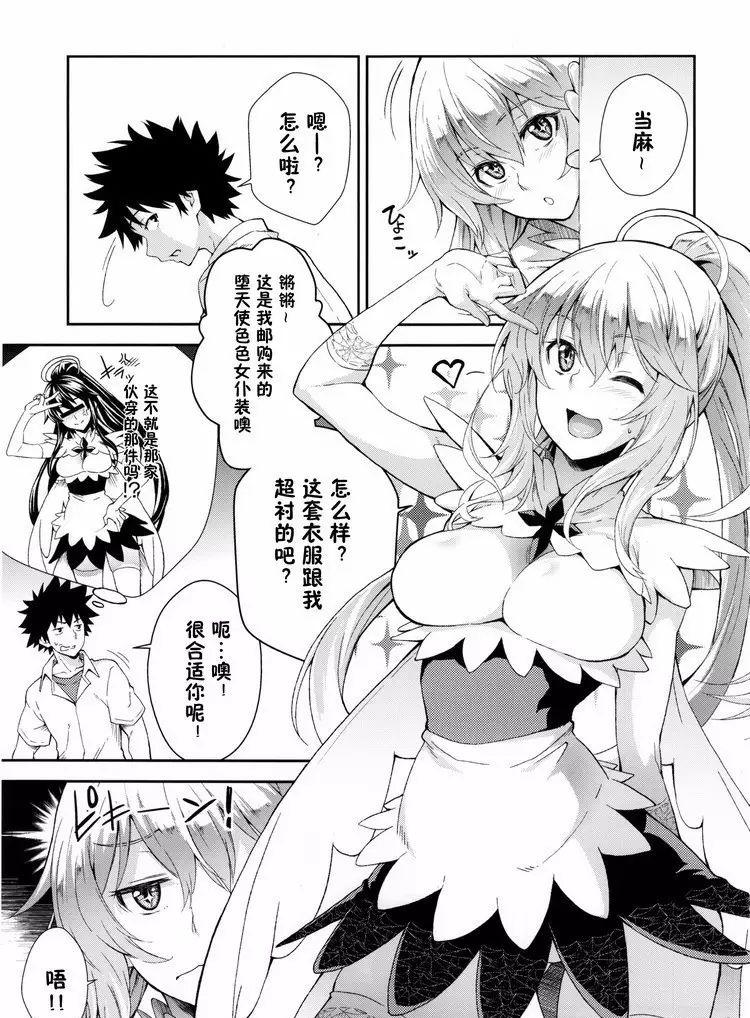 当
麻
～
ひょこっ
嗯—？
怎么啦？
锵锵～
这是我邮购来的
堕天使色色女仆装噢
怎么样？
这套衣服跟我
超衬的吧？
这不就是那家
伙穿的那件吗！？
呃…噢！
很合适你呢！
ピキーン！
唔！！